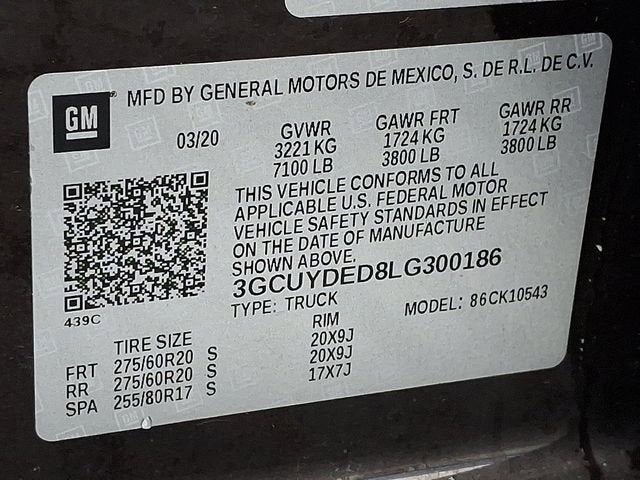 MFD BY GENERAL MOTORS DE MEXICO, S. DE R.L. DE C.V.
GM
03/20 GVWR GAWR FRT GAWR RR
3221 KG 1724 KG 1724 KG
7100 LB 3800 LB 3800 LB
THIS VEHICLE CONFORMS TO ALL
APPLICABLE U.S. FEDERAL MOTOR
VEHICLE SAFETY STANDARDS IN EFFECT
ON THE DATE OF MANUFACTURE
SHOWN ABOVE.
3GCUYDED8LG300186
439C
TYPE: TRUCK MODEL: 86CK10543
TIRE SIZE RIM
FRT 275/60R20 S 20X9J
RR 275/60R20 S 20X9J
SPA 255/80R17 S 17X7J